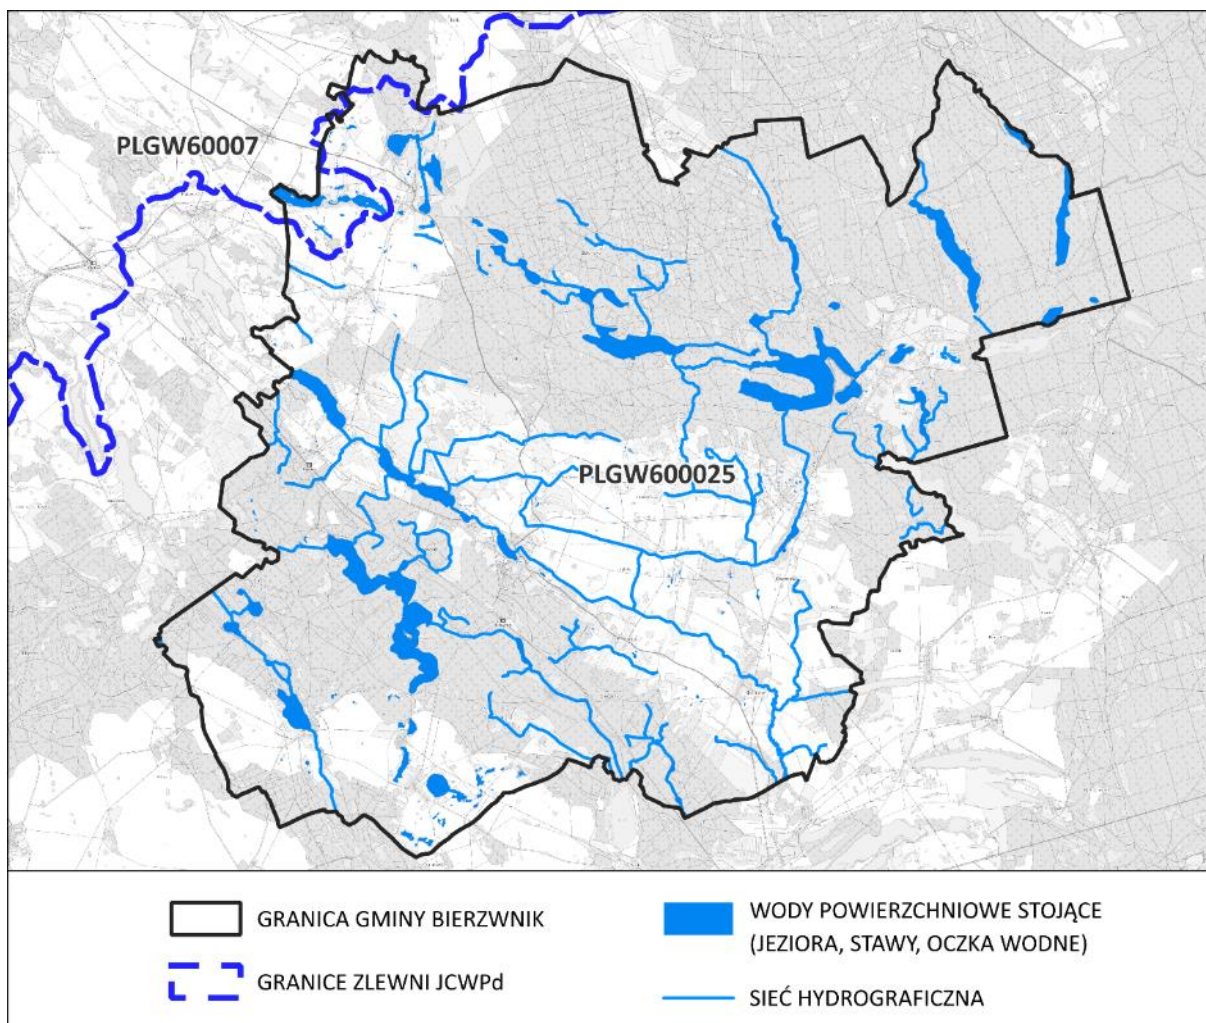 PLGW60007
PLGW600025
GRANICA GMINY BIERZWNIK
GRANICE ZLEWNI JCWPd
WODY POWIERZCHNIOWE STOJĄCE
(JEZIORA, STAWY, OCZKA WODNE)
SIEĆ HYDROGRAFICZNA